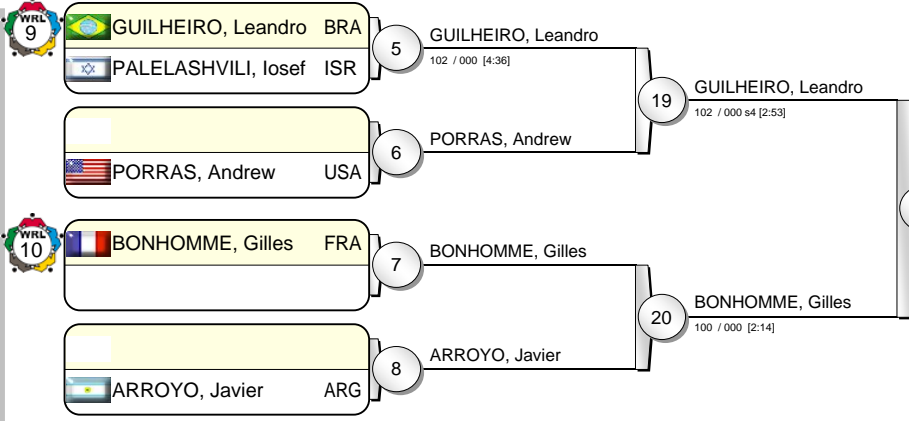 WRL
9
GUILHEIRO, Leandro BRA
PALELASHVILI, Iosef ISR
5
GUILHEIRO, Leandro
102 / 000 [4:36]
PORRAS, Andrew USA
6
PORRAS, Andrew
19
GUILHEIRO, Leandro
102 / 000 s4 [2:53]
WRL
10
BONHOMME, Gilles FRA
7
BONHOMME, Gilles
ARROYO, Javier ARG
8
ARROYO, Javier
20
BONHOMME, Gilles
100 / 000 [2:14]